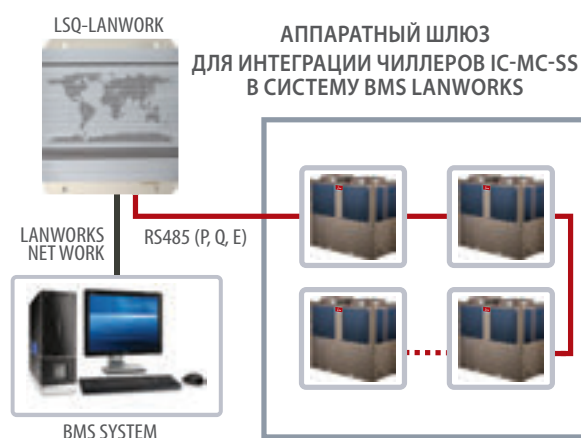 LSQ-LANWORK
АППАРАТНЫЙ ШЛЮЗ
ДЛЯ ИНТЕГРАЦИИ ЧИЛЛЕРОВ IC-MC-SS
В СИСТЕМУ BMS LANWORKS
LANWORKS
NET WORK
RS485 (P, Q, E)
BMS SYSTEM